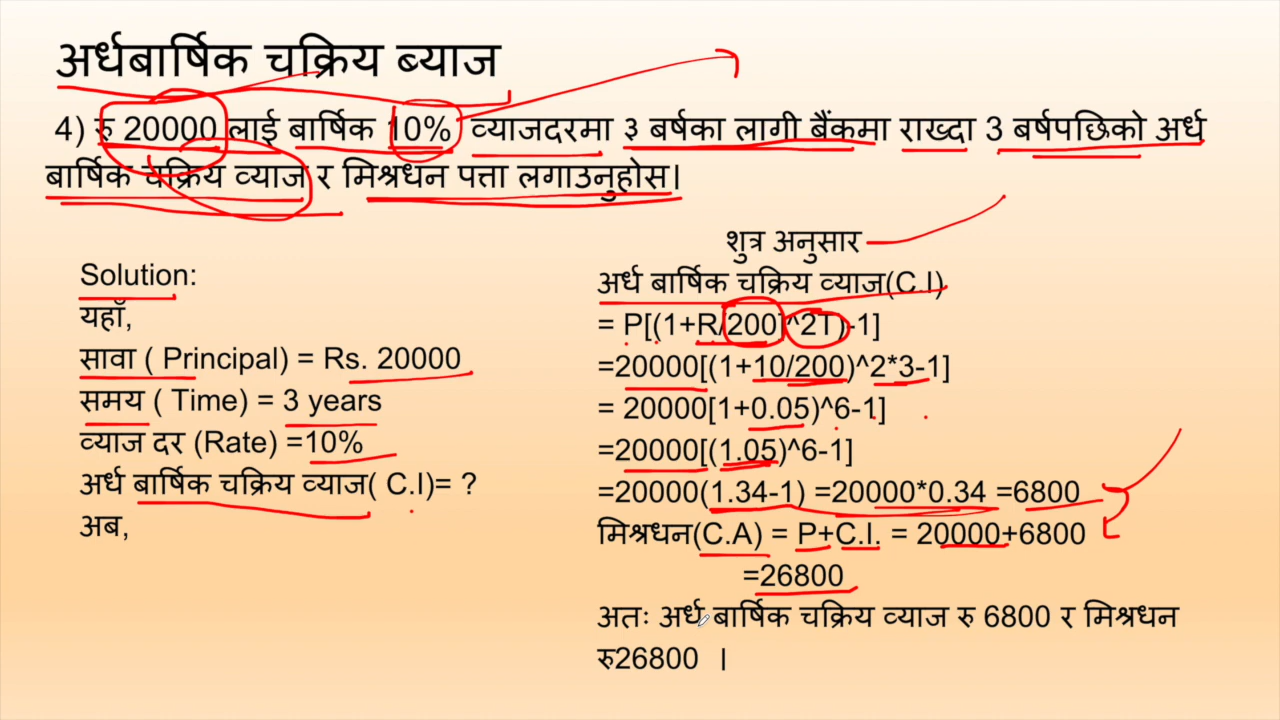 अर्धबार्षिक चक्रिय ब्याज
4) रु 20000 लाई बार्षिक 10% व्याजदरमा ३ बर्षका लागी बैंकमा राख्दा 3 बर्षपछिको अर्ध
बार्षिक चक्रिय व्याज र मिश्रधन पत्ता लगाउनुहोस।
शुत्र अनुसार
Solution:
यहाँ,
सावा ( Principal) = Rs. 20000
समय ( Time) = 3 years
व्याज दर (Rate) =10%
अर्ध बार्षिक चक्रिय व्याज( C.I)= ?
अब,
अर्ध बार्षिक चक्रिय व्याज(C.I)
= P[(1+R/200)^2T)-1]
=20000[(1+10/200)^2*3-1]
= 20000[1+0.05)^6-1]
=20000[(1.05)^6-1]
=20000(1.34-1) =20000*0.34 =6800
मिश्रधन(C.A) = P+C.I. = 20000+6800
=26800
अतः अर्ध बार्षिक चक्रिय व्याज रु 6800 र मिश्रधन
रु26800 ।